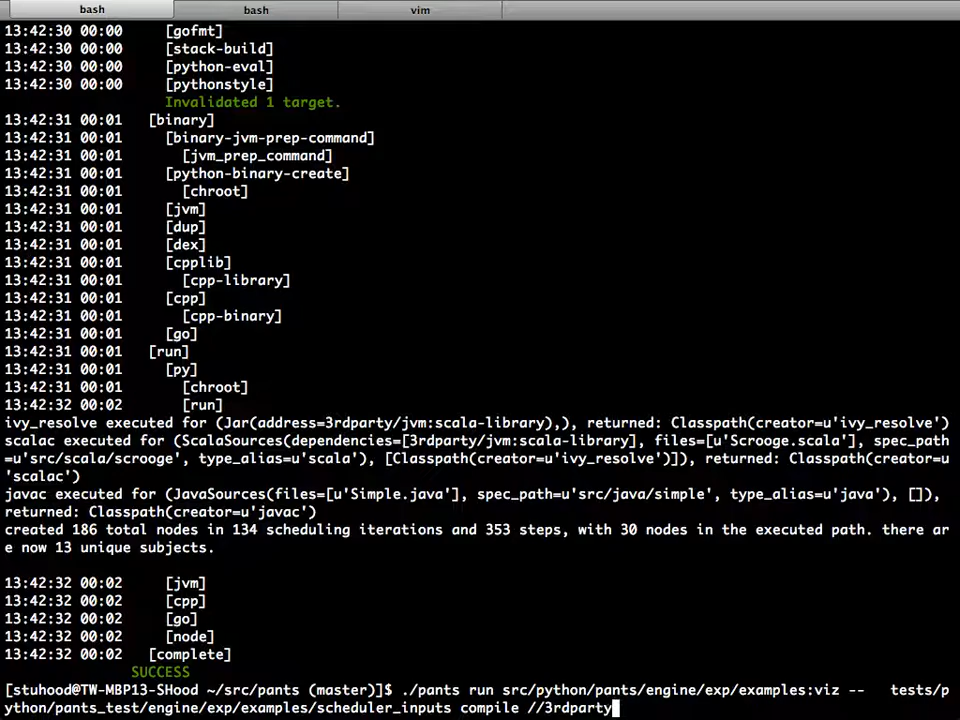 bash bash vim
13:42:30 00:00 [gofmt]
13:42:30 00:00 [stack-build]
13:42:30 00:00 [python-eval]
13:42:30 00:00 [pythonstyle]
Invalidated 1 target.
13:42:31 00:01 [binary]
13:42:31 00:01 [binary-jvm-prep-command]
13:42:31 00:01 [jvm_prep_command]
13:42:31 00:01 [python-binary-create]
13:42:31 00:01 [chroot]
13:42:31 00:01 [jvm]
13:42:31 00:01 [dup]
13:42:31 00:01 [dex]
13:42:31 00:01 [cpplib]
13:42:31 00:01 [cpp-library]
13:42:31 00:01 [cpp]
13:42:31 00:01 [cpp-binary]
13:42:31 00:01 [go]
13:42:31 00:01 [run]
13:42:31 00:01 [py]
13:42:31 00:01 [chroot]
13:42:32 00:02 [run]
ivy_resolve executed for (Jar(address=3rdparty/jvm:scala-library),), returned: Classpath(creator=u'ivy_resolve')
scalac executed for (ScalaSources(dependencies=[3rdparty/jvm:scala-library], files=[u'Scrooge.scala'], spec_path
=u'src/scala/scrooge', type_alias=u'scala'), [Classpath(creator=u'ivy_resolve')]), returned: Classpath(creator=u
'scalac')
javac executed for (JavaSources(files=[u'Simple.java'], spec_path=u'src/java/simple', type_alias=u'java'), []),
returned: Classpath(creator=u'javac')
created 186 total nodes in 134 scheduling iterations and 353 steps, with 30 nodes in the executed path. there ar
e now 13 unique subjects.
13:42:32 00:02 [jvm]
13:42:32 00:02 [cpp]
13:42:32 00:02 [go]
13:42:32 00:02 [node]
13:42:32 00:02 [complete]
SUCCESS
[stuhood@TW-MBP13-SHood ~/src/pants (master)]$ ./pants run src/python/pants/engine/exp/examples:viz -- tests/p
ython/pants_test/engine/exp/examples/scheduler_inputs compile //3rdparty